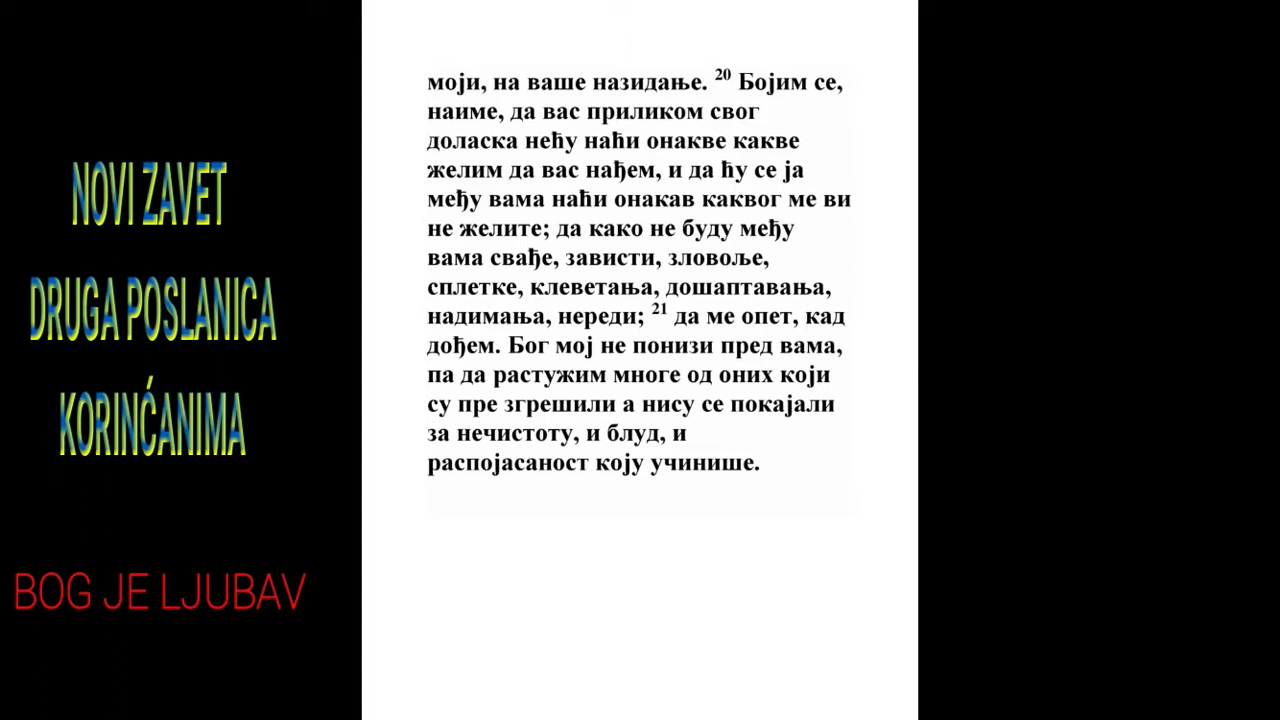 NOVI ZAVET
DRUGA POSLANICA
KORINĆANIMA
BOG JE LJUBAV
моји, на ваше назидање. 20 Бојим се,
наиме, да вас приликом свог
доласка нећу наћи онакве какве
желим да вас нађем, и да ћу се ја
међу вама наћи онакав каквог ме ви
не желите; да како не буду међу
вама свађе, зависти, зловоље,
сплетке, клеветања, дошаптавања,
надимања, нереди; 21 да ме опет, кад
дођем. Бог мој не понизи пред вама,
па да растужим многе од оних који
су пре згрешили а нису се покајали
за нечистоту, и блуд, и
распојасаност коју учинише.